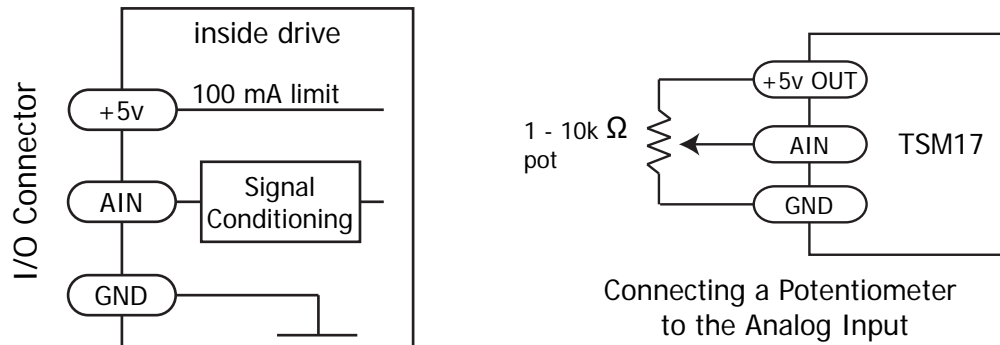 inside drive
I/O Connector
+5v
100 mA limit
AIN
Signal
Conditioning
GND
+5v OUT
1 - 10k Ω
pot
AIN
TSM17
GND
Connecting a Potentiometer
to the Analog Input